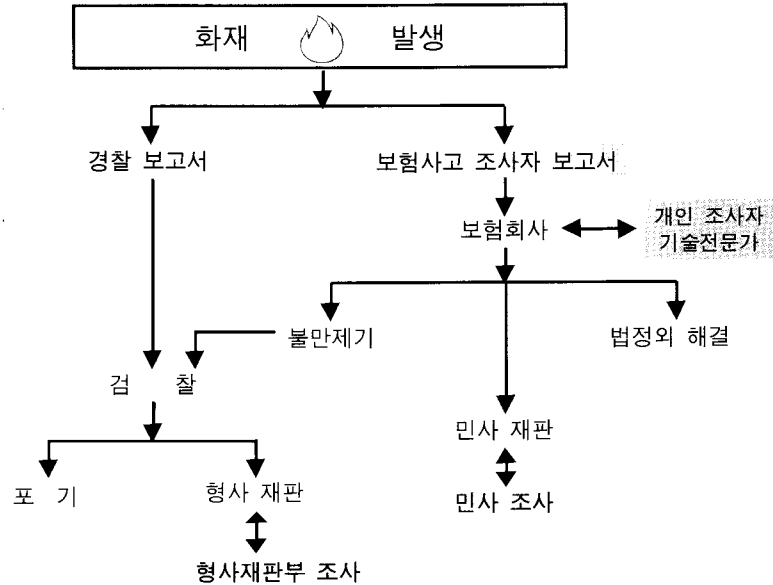 화재 발생
경찰 보고서
보험사고 조사자 보고서
보험회사
개인 조사자
기술전문가
불만제기
법정외 해결
검 찰
민사 재판
포 기
형사 재판
민사 조사
형사재판부 조사